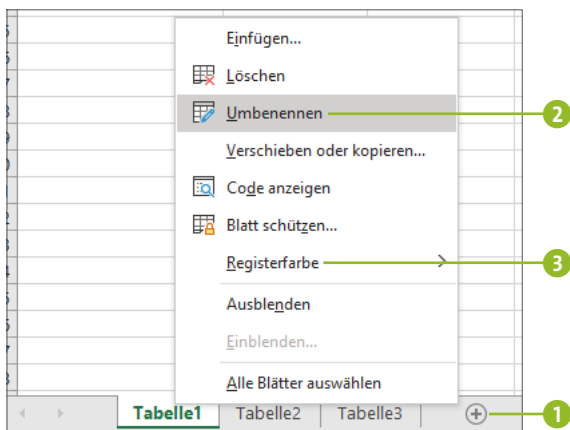 Einfügen...
Löschen
Umbenennen
2
Verschieben oder kopieren...
Code anzeigen
Blatt schützen...
Registerfarbe
3
Ausblenden
Einblenden...
Alle Blätter auswählen
Tabelle1 Tabelle2 Tabelle3
1